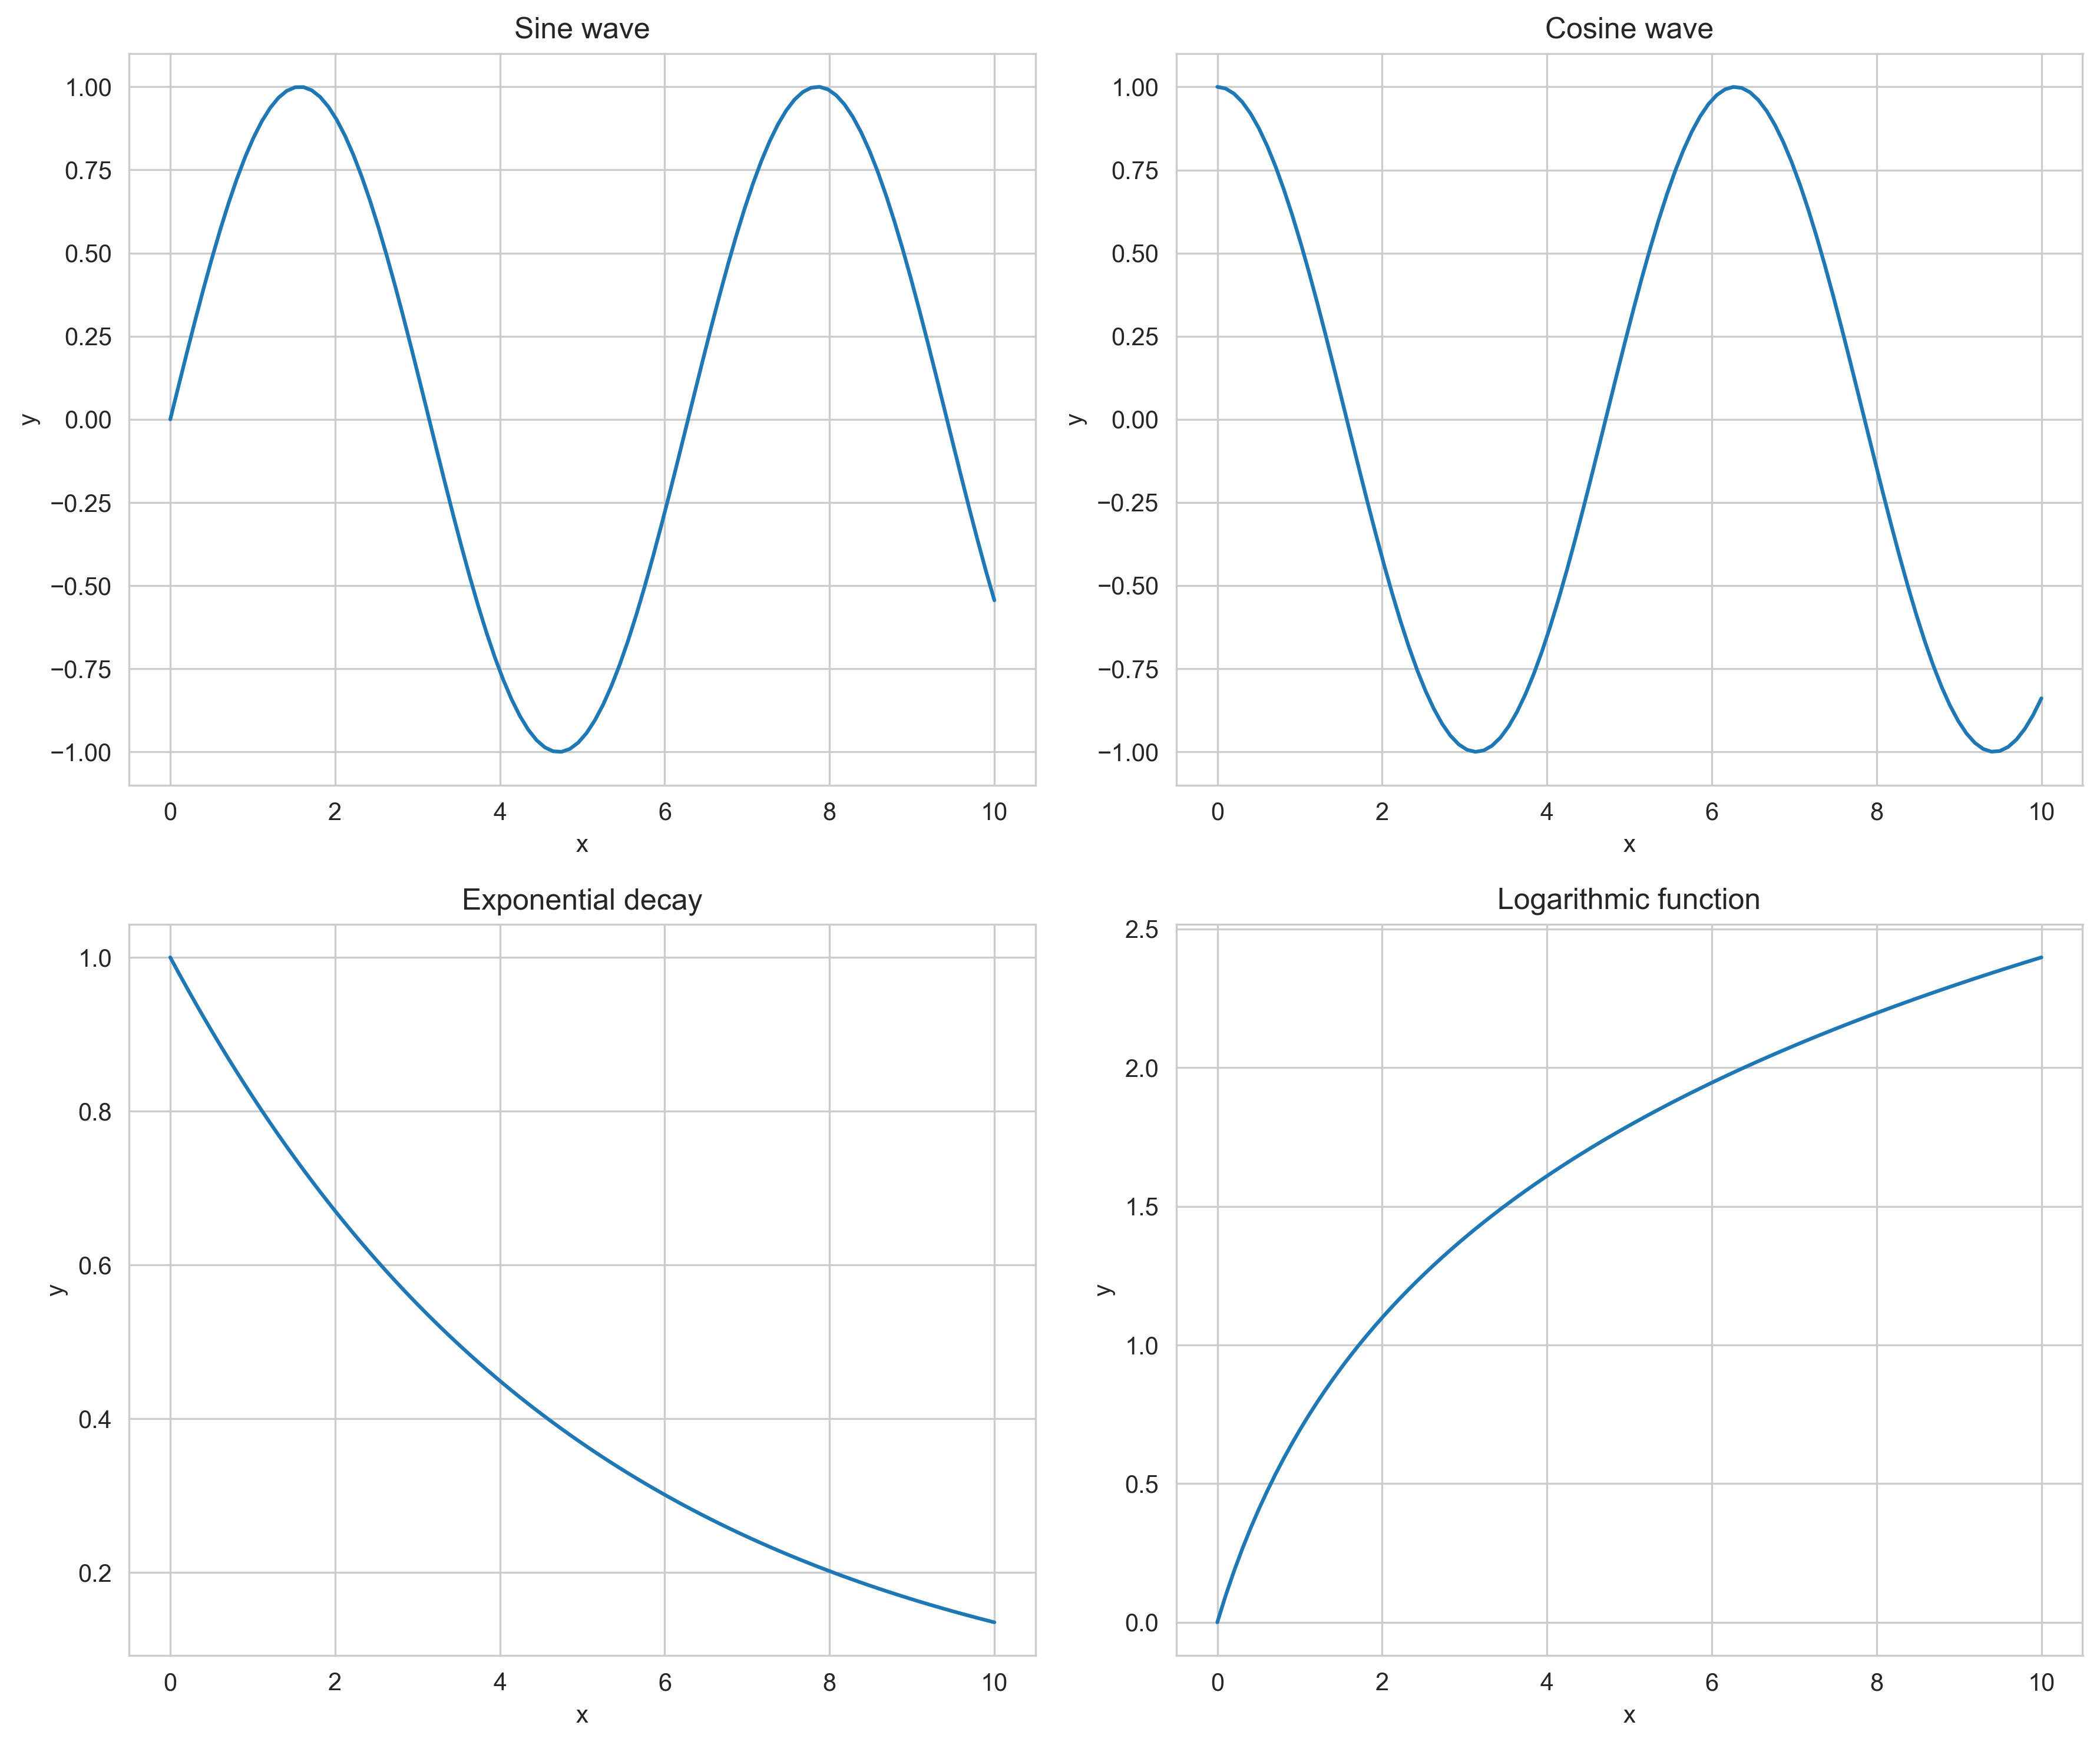 Sine wave
1.00
0.75
0.50
0.25
0.00
−0.25
−0.50
−0.75
−1.00
y
0 2 4 6 8 10
x
Cosine wave
1.00
0.75
0.50
0.25
0.00
−0.25
−0.50
−0.75
−1.00
y
0 2 4 6 8 10
x
Exponential decay
1.0
0.8
0.6
0.4
0.2
y
0 2 4 6 8 10
x
Logarithmic function
2.5
2.0
1.5
1.0
0.5
0.0
y
0 2 4 6 8 10
x